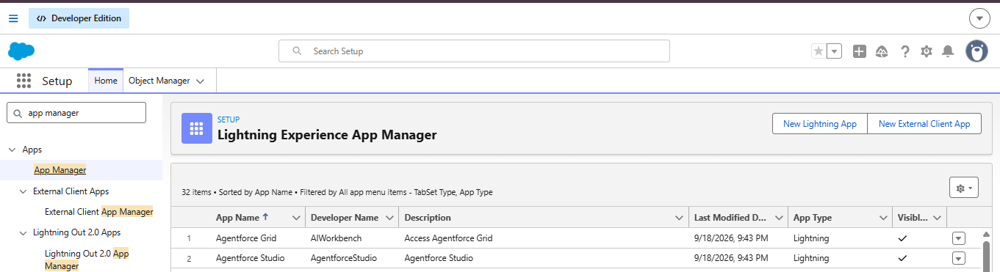 </> Developer Edition
Search Setup
Setup
Home
Object Manager
app manager
Apps
App Manager
External Client Apps
External Client App Manager
Lightning Out 2.0 Apps
Lightning Out 2.0 App
Manager
SETUP
Lightning Experience App Manager
New Lightning App
New External Client App
32 items • Sorted by App Name • Filtered by All app menu items - TabSet Type, App Type
App Name Developer Name Description Last Modified D... App Type Visibl...
1 Agentforce Grid AIWorkbench Access Agentforce Grid 9/18/2026, 9:43 PM Lightning
2 Agentforce Studio AgentforceStudio Agentforce Studio 9/18/2026, 9:43 PM Lightning